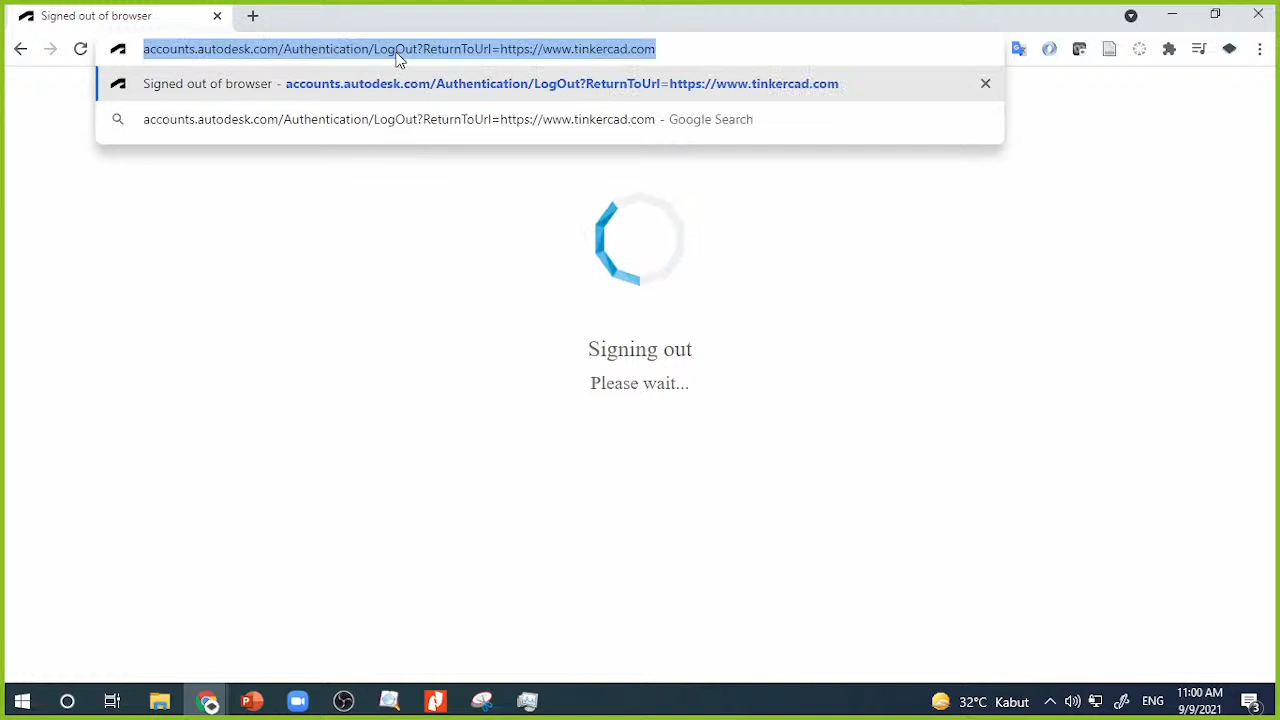 Signed out of browser
accounts.autodesk.com/Authentication/LogOut?ReturnToUrl=https://www.tinkercad.com
Signed out of browser - accounts.autodesk.com/Authentication/LogOut?ReturnToUrl=https://www.tinkercad.com
accounts.autodesk.com/Authentication/LogOut?ReturnToUrl=https://www.tinkercad.com - Google Search
Signing out
Please wait...
32°C Kabut
ENG
11:00 AM
9/9/2021
3